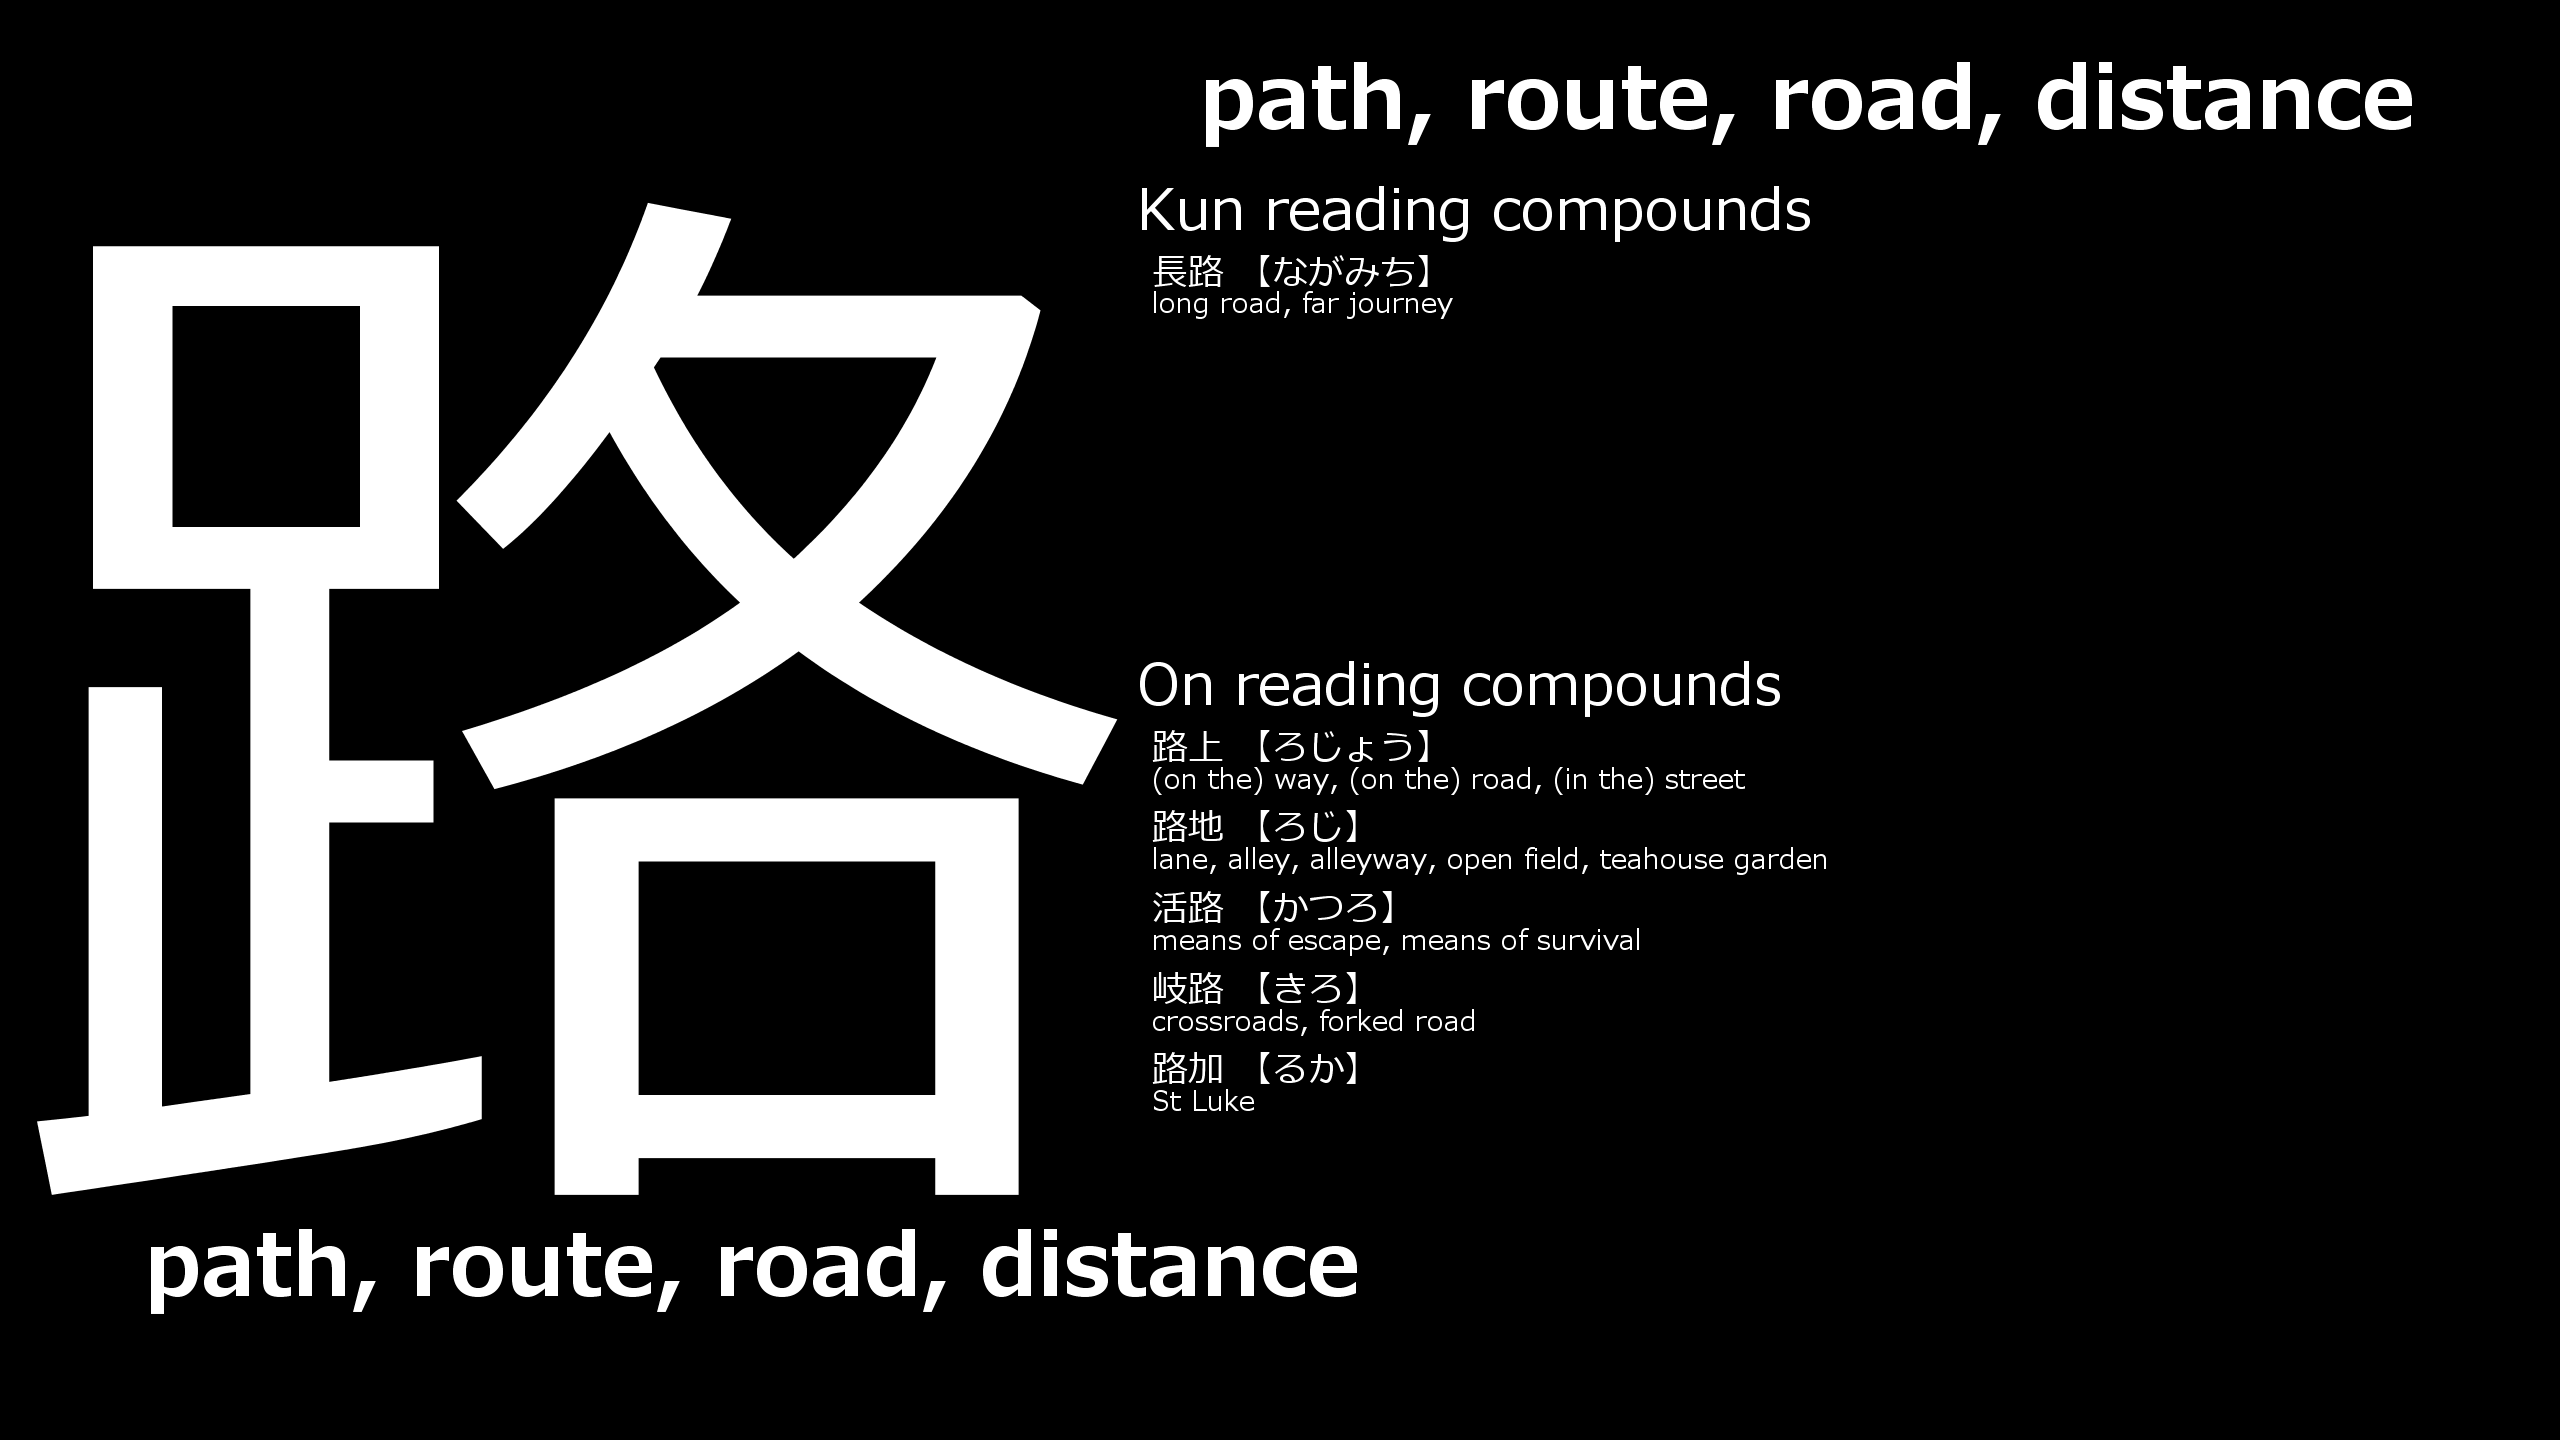 path, route, road, distance
路
Kun reading compounds
長路 【ながみち】
long road, far journey
On reading compounds
路上 【ろじょう】
(on the) way, (on the) road, (in the) street
路地 【ろじ】
lane, alley, alleyway, open field, teahouse garden
活路 【かつろ】
means of escape, means of survival
岐路 【きろ】
crossroads, forked road
路加 【るか】
St Luke
path, route, road, distance